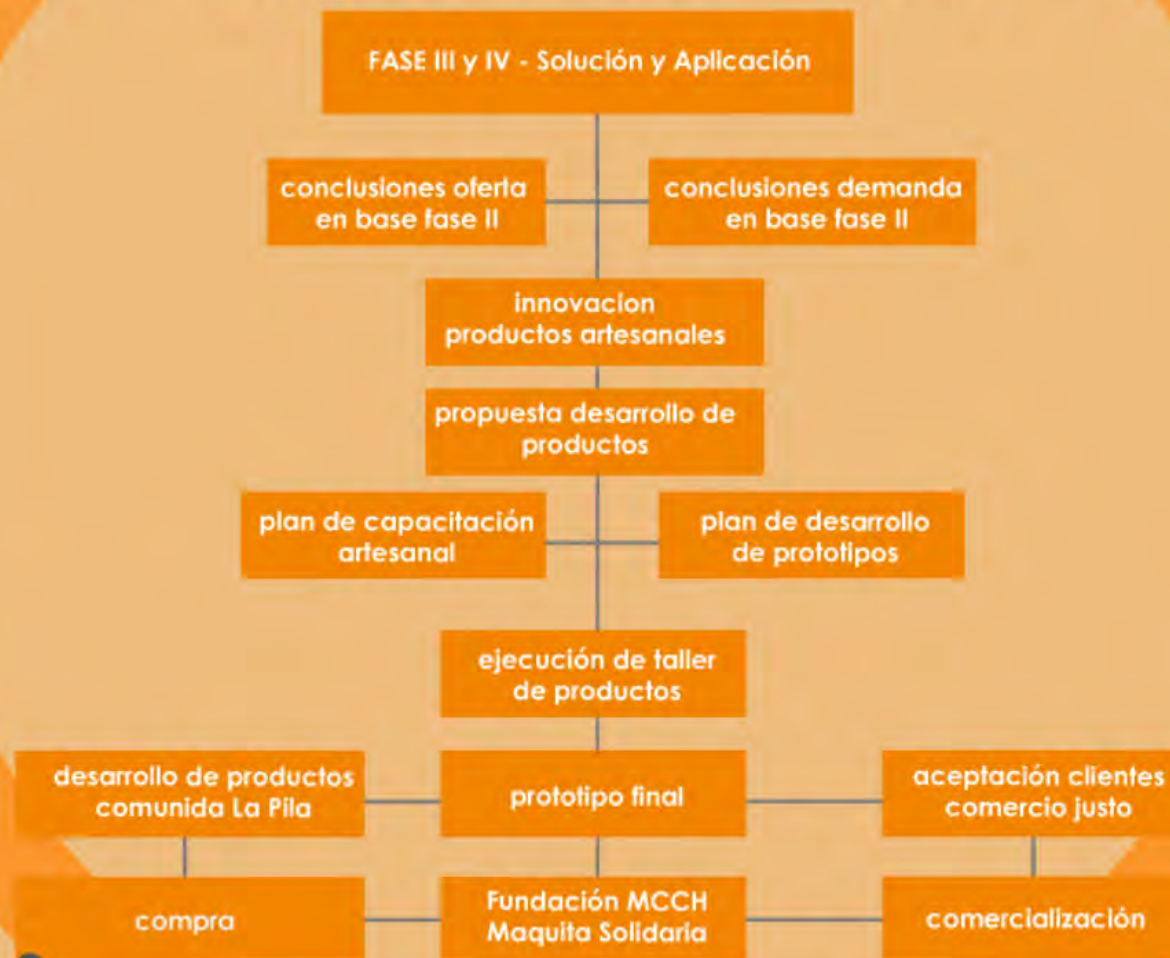 FASE III y IV - Solución y Aplicación
conclusiones oferta
en base fase II
conclusiones demanda
en base fase II
innovacion
productos artesanales
propuesta desarrollo de
productos
plan de capacitación
artesanal
plan de desarrollo
de prototipos
ejecución de taller
de productos
desarrollo de productos
comunida La Pila
prototipo final
aceptación clientes
comercio justo
compra
Fundación MCCH
Maquita Solidaria
comercialización